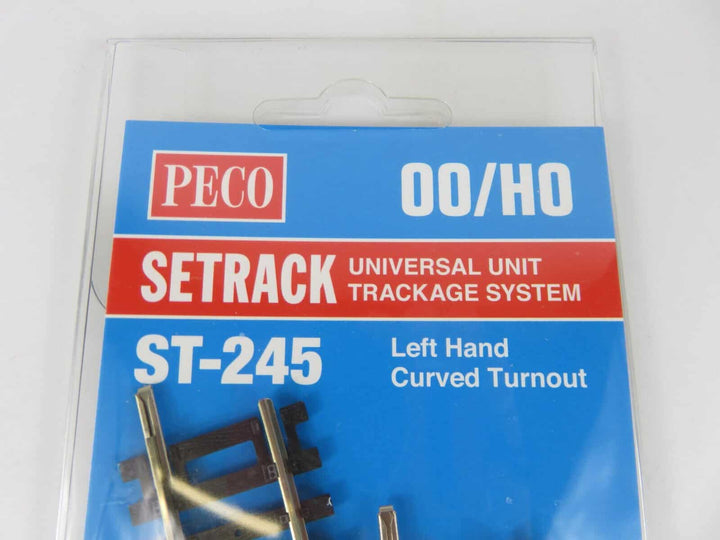 PECO
OO/HO
SETRACK
UNIVERSAL UNIT
TRACKAGE SYSTEM
ST-245
Left Hand
Curved Turnout